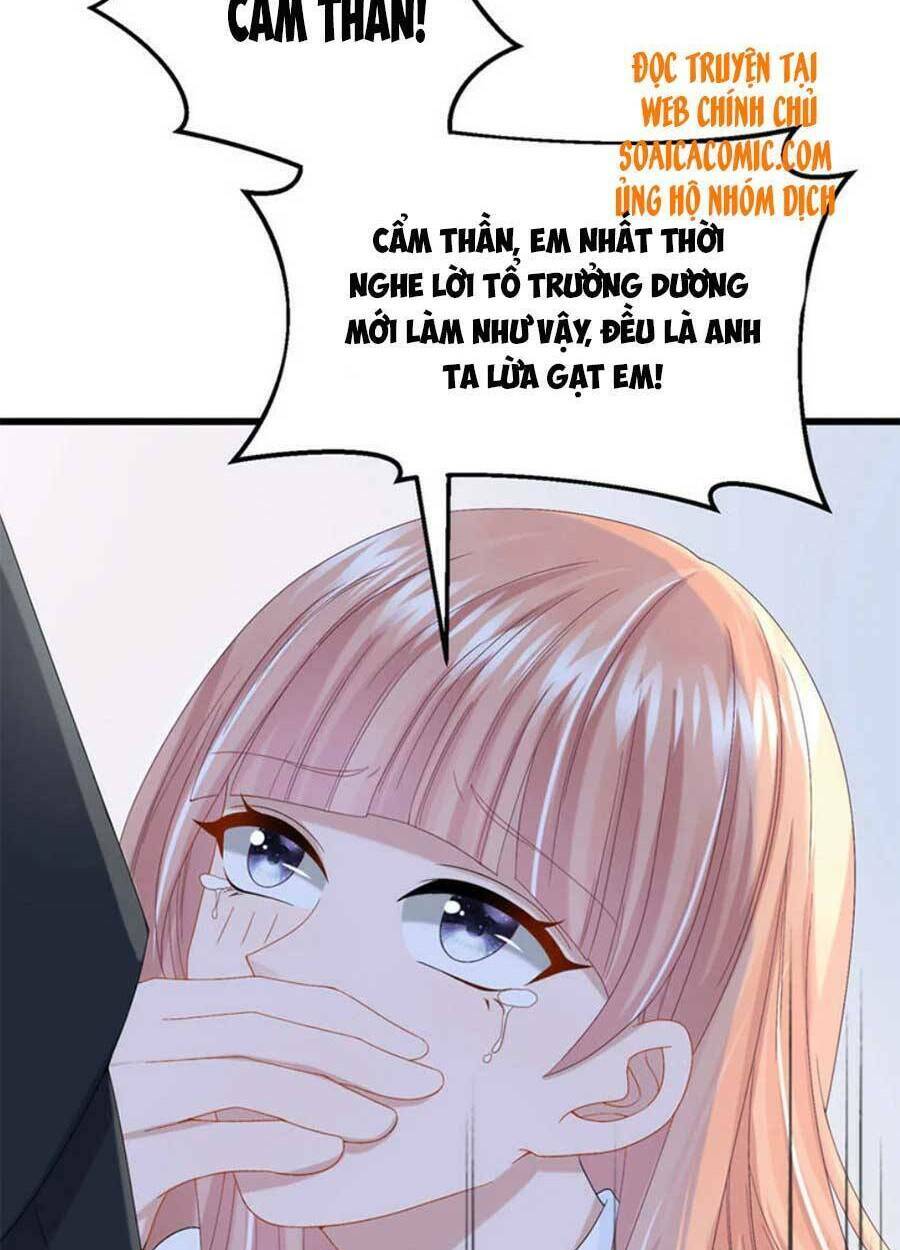 CẨM THẦN!
ĐỌC TRUYỆN TẠI
WEB CHÍNH CHỦ
SOAICACOMIC.COM
ỦNG HỘ NHÓM DỊCH
CẨM THẦN, EM NHẤT THỜI
NGHE LỜI TỔ TRƯỞNG DƯƠNG
MỚI LÀM NHƯ VẬY, ĐỀU LÀ ANH
TA LỪA GẠT EM!